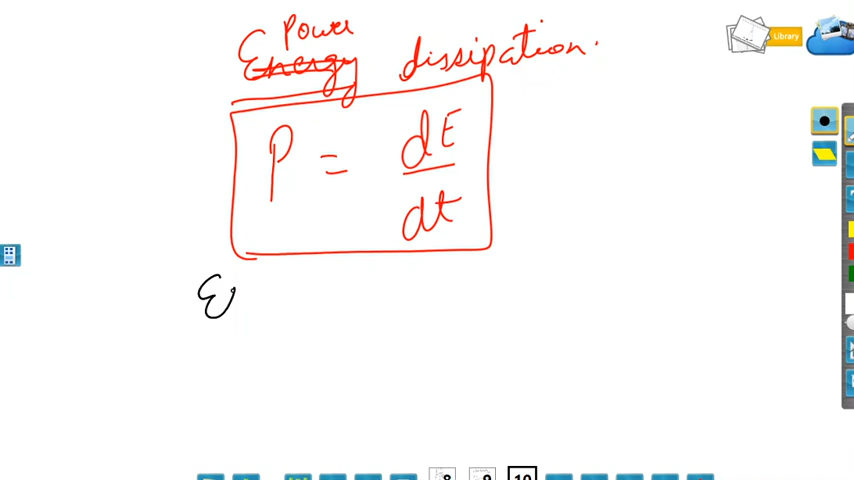 Power
Energy dissipation.
P = dE
dt
E
Library
8 9 10